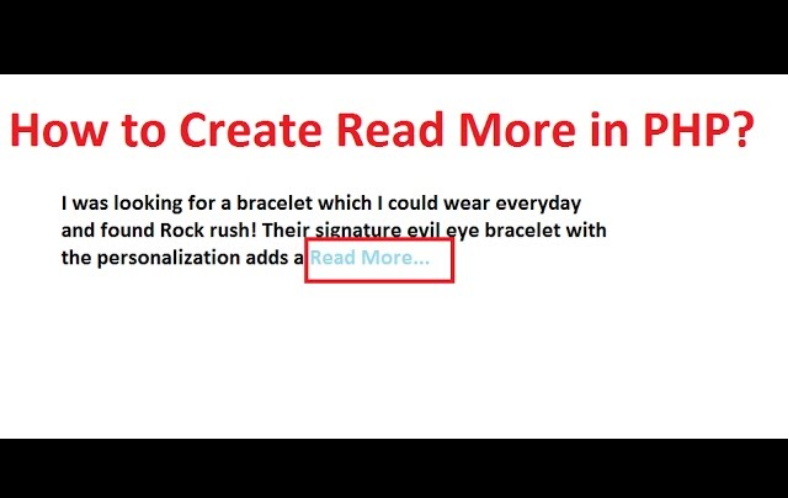 How to Create Read More in PHP?
I was looking for a bracelet which I could wear everyday
and found Rock rush! Their signature evil eye bracelet with
the personalization adds a Read More...